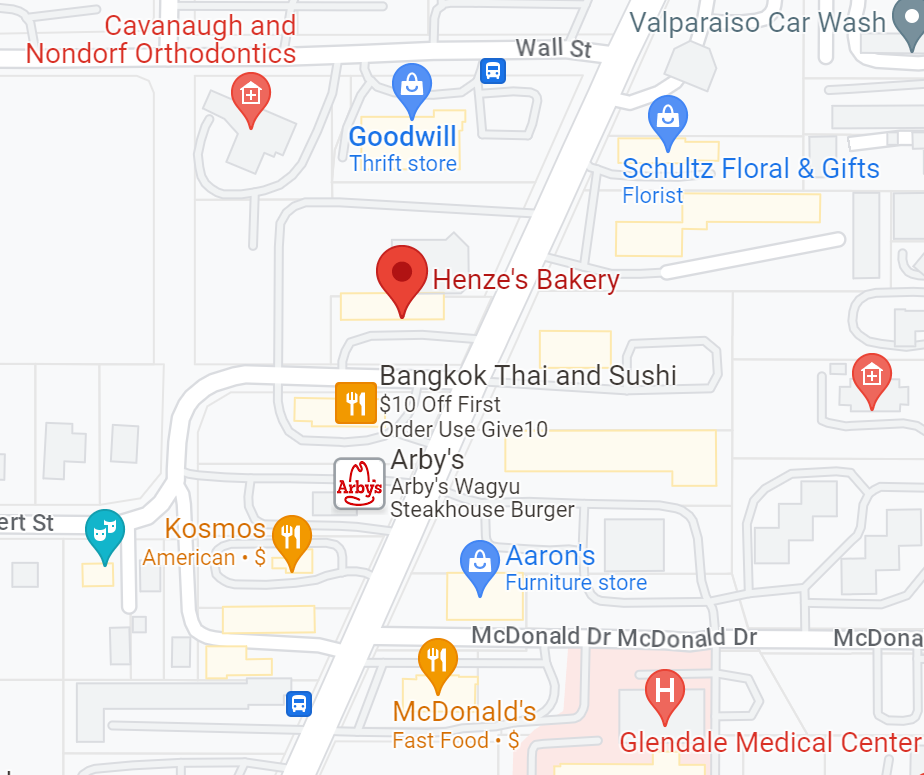 Cavanaugh and
Nondorf Orthodontics
Wall St
Valparaiso Car Wash
Goodwill
Thrift store
Schultz Floral & Gifts
Florist
Henze's Bakery
Bangkok Thai and Sushi
$10 Off First
Order Use Give10
Arby's
Arby's
Arby's Wagyu
Steakhouse Burger
ert St
Kosmos
American • $
Aaron's
Furniture store
McDonald Dr McDonald Dr
McDona
McDonald's
Fast Food • $
H
Glendale Medical Center